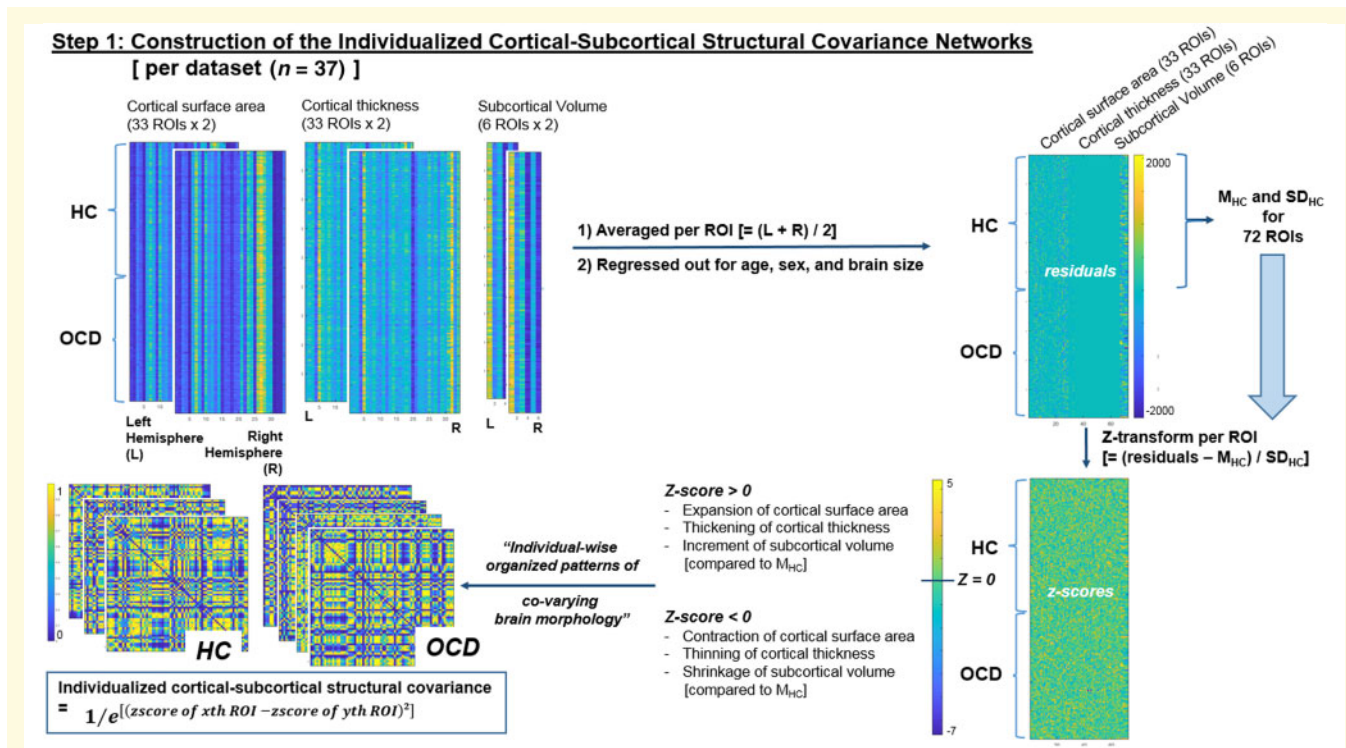 Step 1: Construction of the Individualized Cortical-Subcortical Structural Covariance Networks
[ per dataset (n = 37) ]
Cortical surface area
(33 ROIs x 2)
Cortical thickness
(33 ROIs x 2)
Subcortical Volume
(6 ROIs x 2)
HC
OCD
Left
Hemisphere
(L)
Right
Hemisphere
(R)
L
R
L
R
1) Averaged per ROI [= (L + R) / 2]
2) Regressed out for age, sex, and brain size
Cortical surface area (33 ROIs)
Cortical thickness (33 ROIs)
Subcortical Volume (6 ROIs)
HC
OCD
residuals
2000
-2000
M_HC and SD_HC
for
72 ROIs
Z-transform per ROI
[= (residuals – M_HC) / SD_HC]
HC
OCD
z-scores
5
Z = 0
-7
Z-score > 0
- Expansion of cortical surface area
- Thickening of cortical thickness
- Increment of subcortical volume
[compared to M_HC]
Z-score < 0
- Contraction of cortical surface area
- Thinning of cortical thickness
- Shrinkage of subcortical volume
[compared to M_HC]
“Individual-wise
organized patterns of
co-varying
brain morphology”
1
0
HC
OCD
Individualized cortical-subcortical structural covariance
= 1/e^[(zscore of xth ROI – zscore of yth ROI)^2]